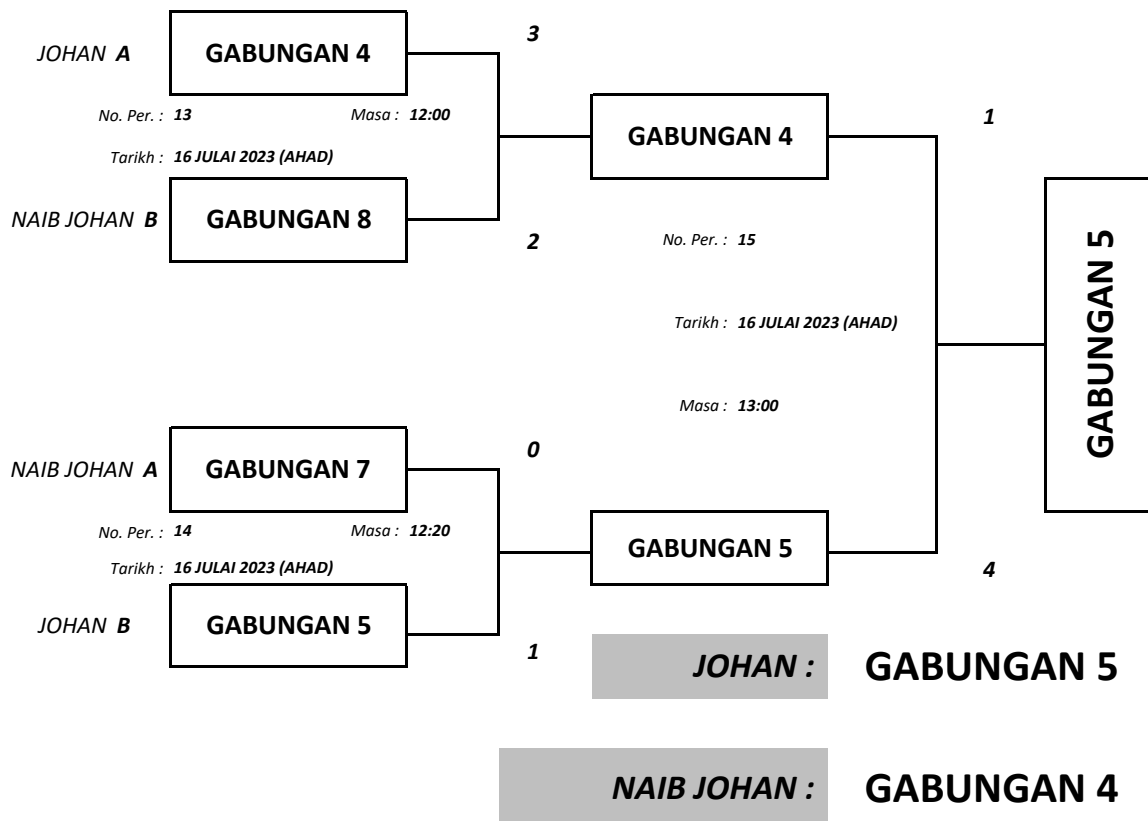 3
JOHAN A GABUNGAN 4
No. Per. : 13 Masa : 12:00
1
GABUNGAN 4
Tarikh : 16 JULAI 2023 (AHAD)
NAIB JOHAN B GABUNGAN 8
2
No. Per. : 15
GABUNGAN 5
Tarikh : 16 JULAI 2023 (AHAD)
Masa : 13:00
0
NAIB JOHAN A GABUNGAN 7
No. Per. : 14 Masa : 12:20
GABUNGAN 5
Tarikh : 16 JULAI 2023 (AHAD)
4
JOHAN B GABUNGAN 5
1
JOHAN : GABUNGAN 5
NAIB JOHAN : GABUNGAN 4